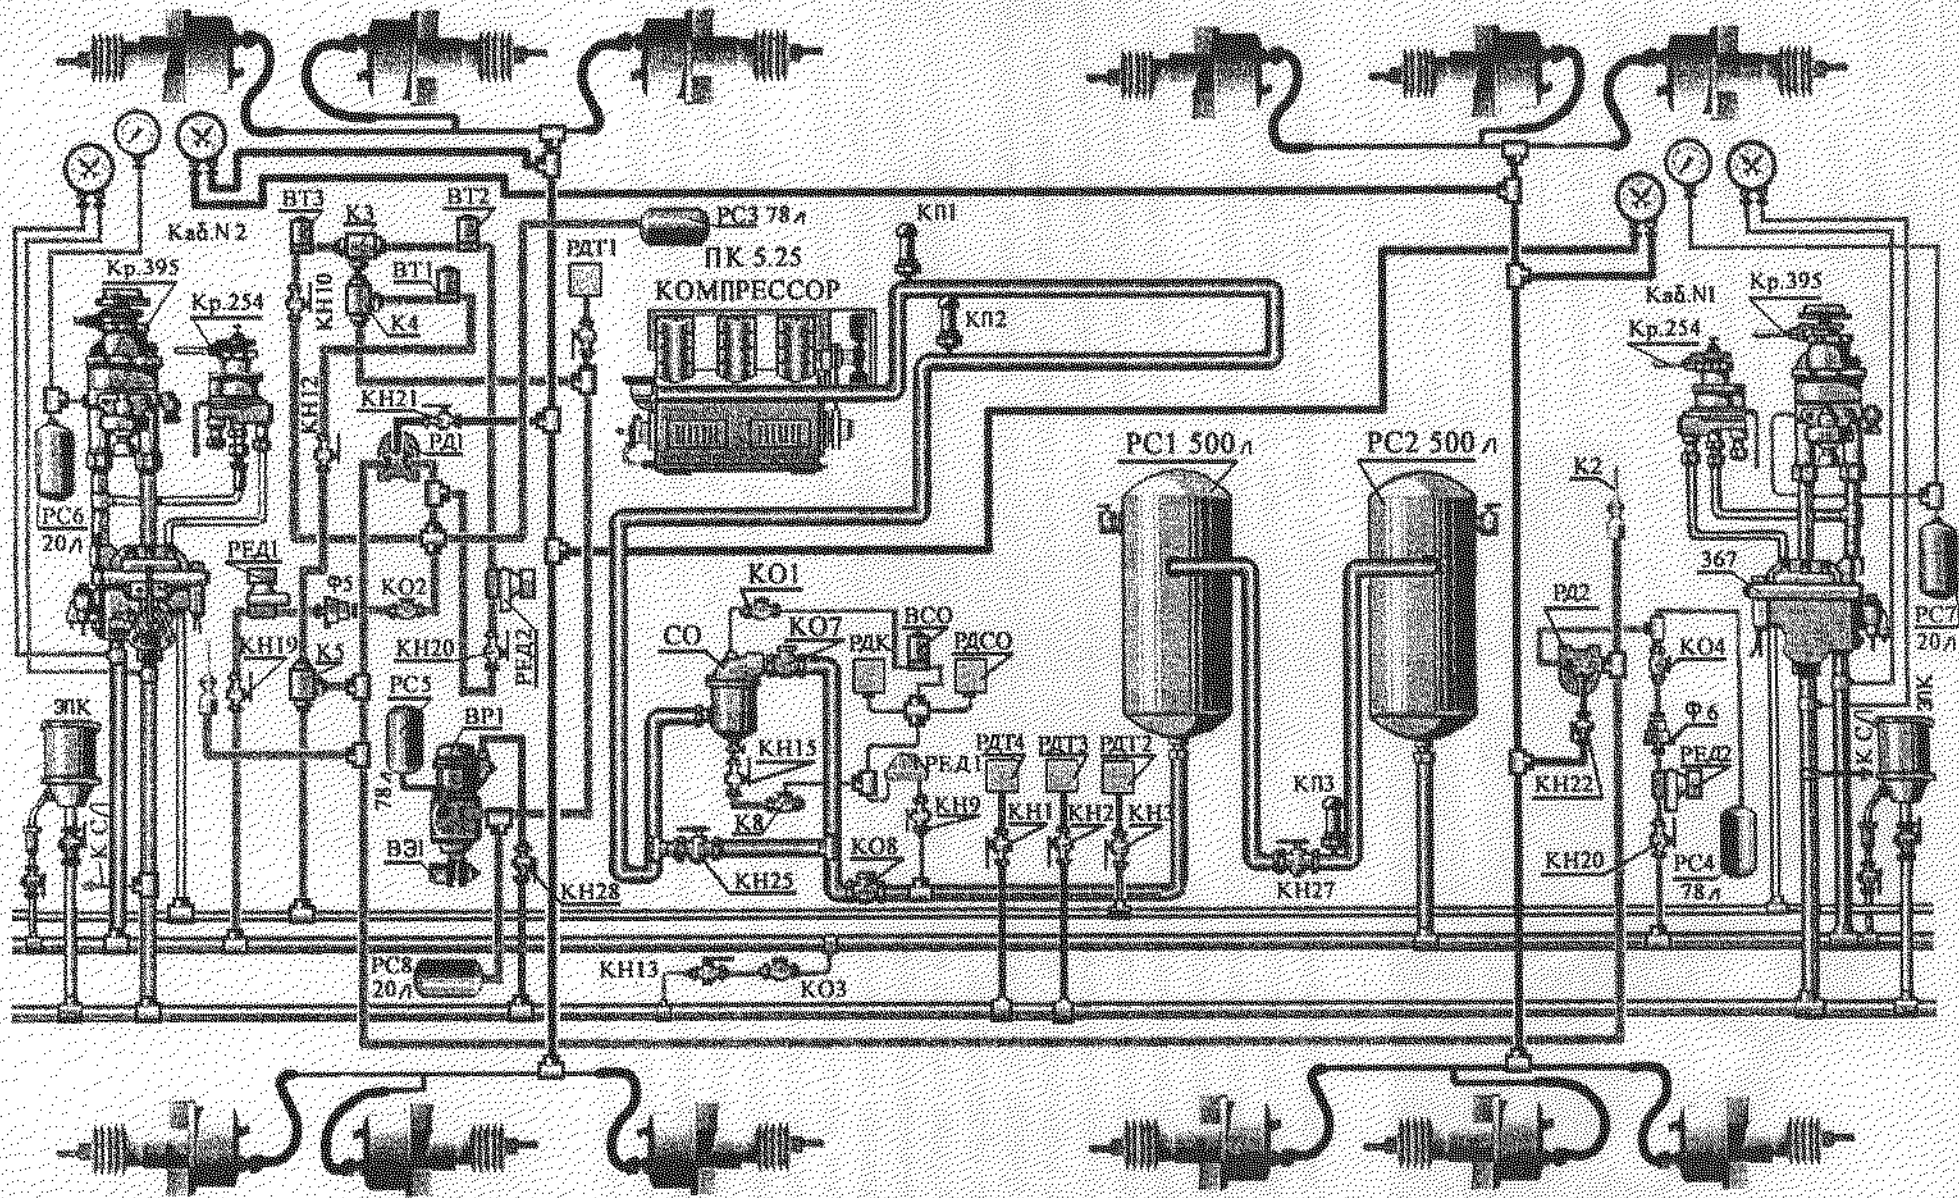 КП1
ВТ3
К3
ВТ2
РС3 78 л
РДТ1
ПК 5.25
КОМПРЕССОР
Каб.N2
Кр.395
Кр.254
КН10
ВТ1
К4
КП2
Каб.N1
Кр.395
Кр.254
КН12
КН21
РД1
РС1 500 л
РС2 500 л
К2
РС6
20 л
РЕД1
Ф5
КО2
КО1
367
РД2
РС7
20 л
КН19
К5
КН20
РЕД2
СО
КО7
РДК
ВСО
РДСО
КО4
ЭПК
РС5
78 л
ВР1
КН15
РЕД1
РДТ4
РДТ3
РДТ2
КП3
КН22
Ф6
РЕД2
К СЛ
ЭПК
К СЛ
ВЭ1
К8
КН9
КН1
КН2
КН3
КН28
КН25
КО8
КН27
КН20
РС4
78 л
РС8
20 л
КН13
КО3